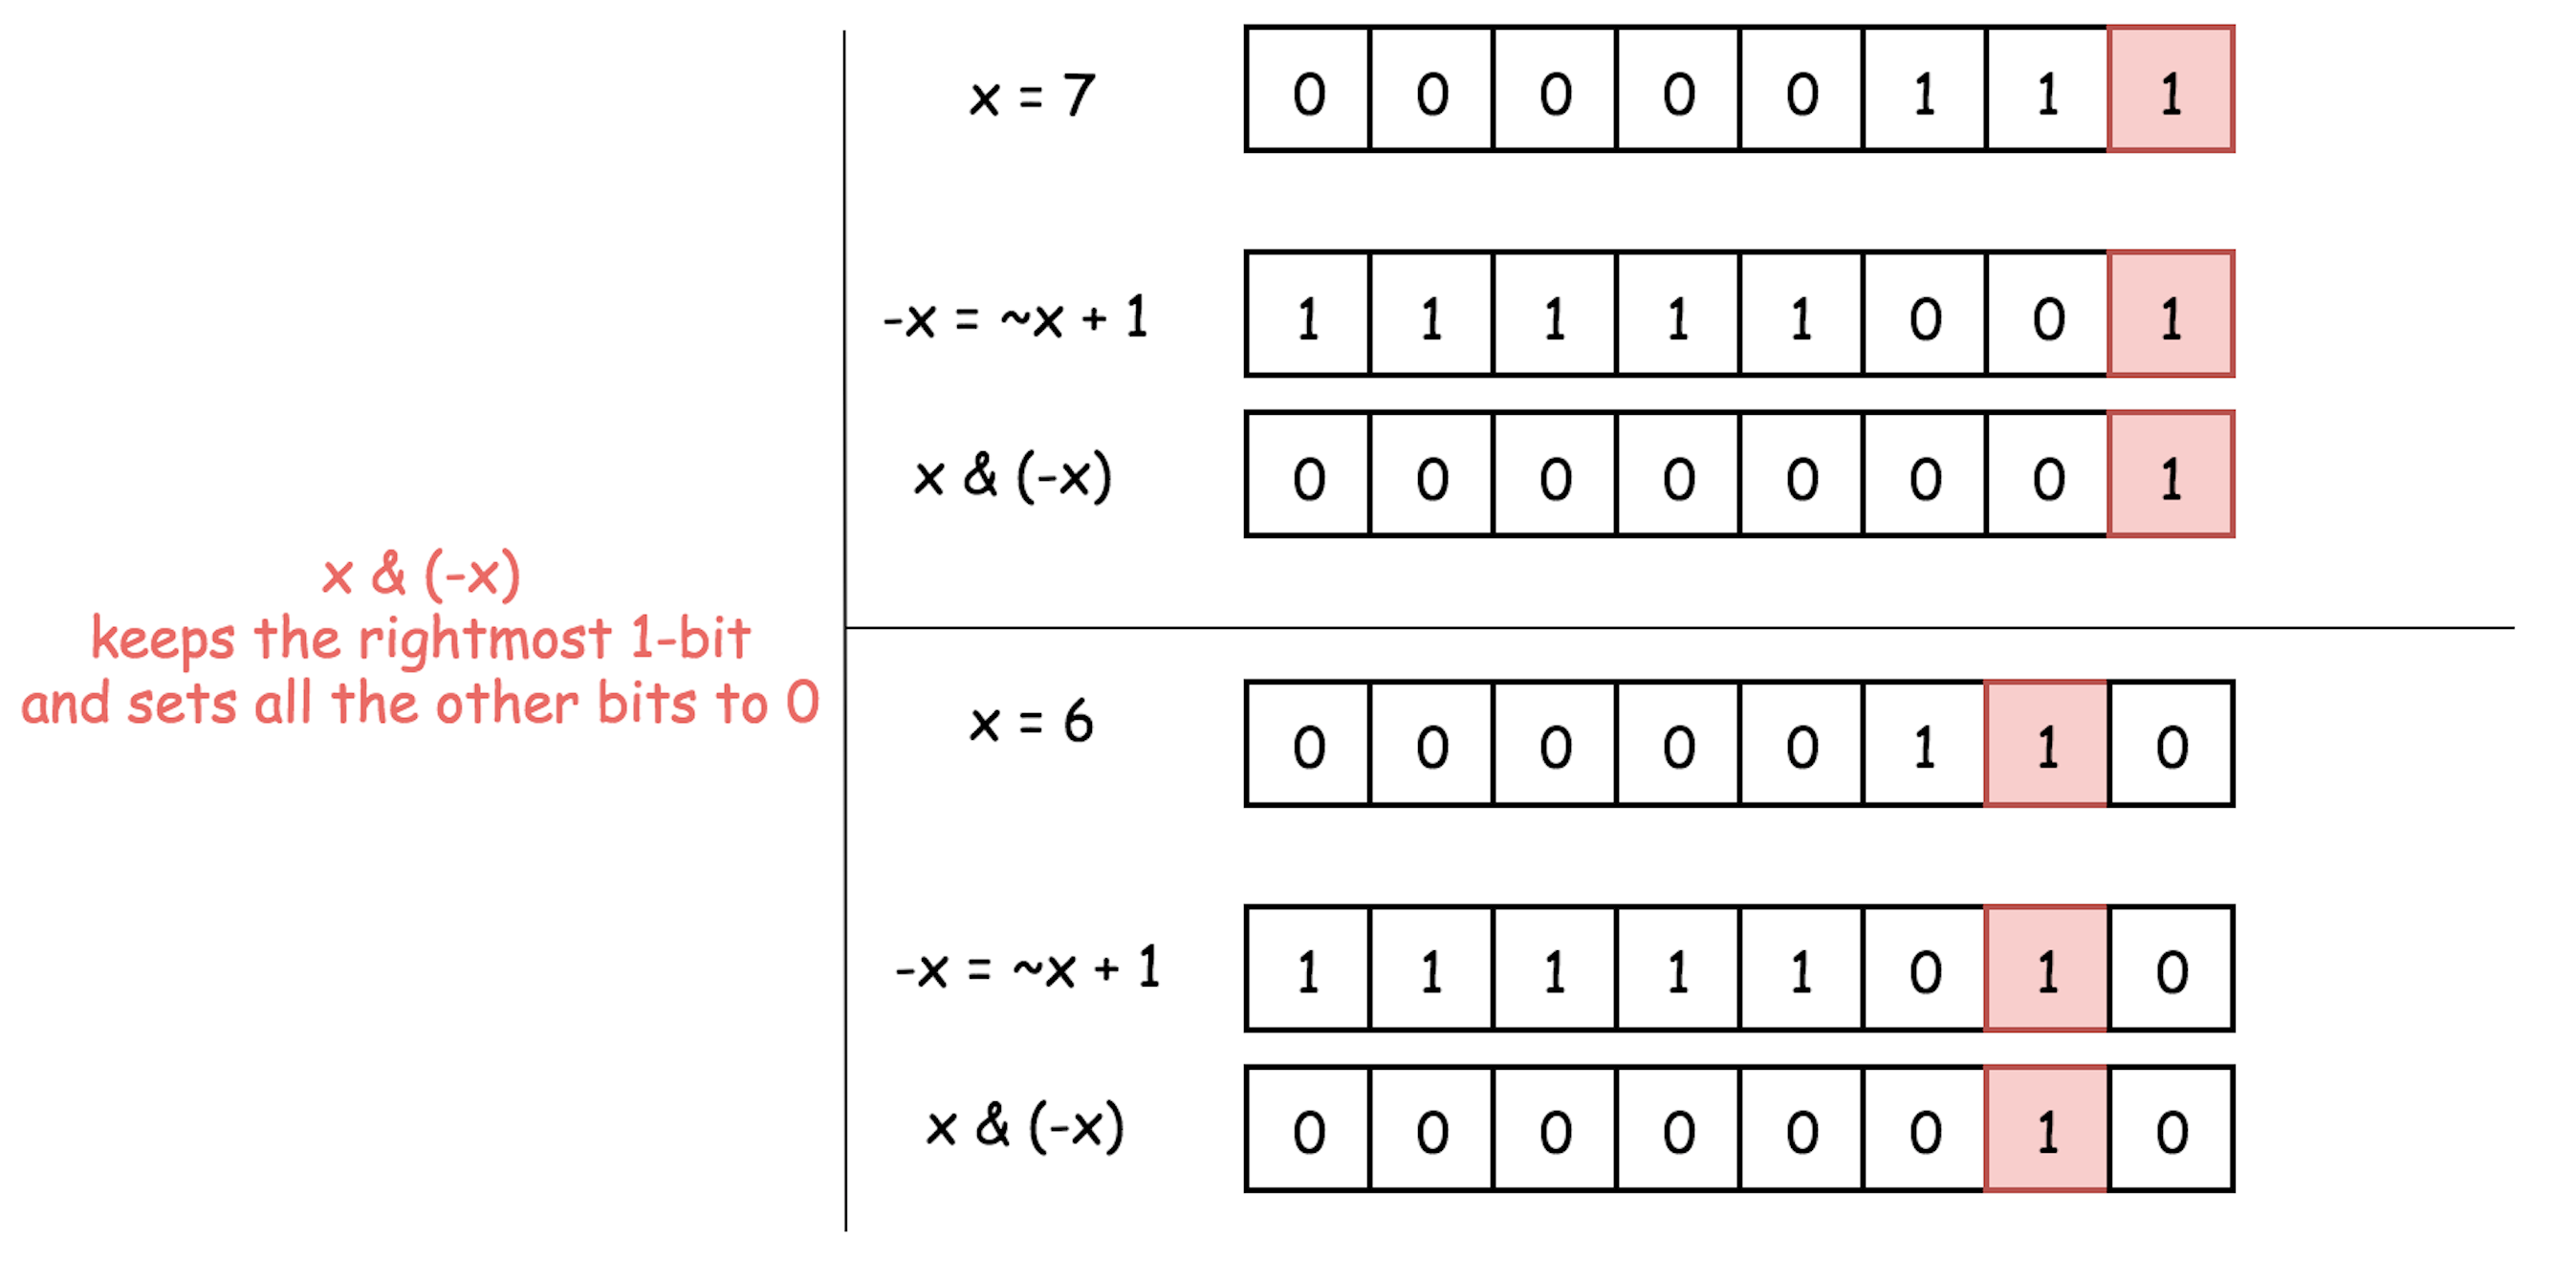 x & (-x)
keeps the rightmost 1-bit
and sets all the other bits to 0
x = 7 0 0 0 0 0 1 1 1
-x = ~x + 1 1 1 1 1 1 0 0 1
x & (-x) 0 0 0 0 0 0 0 1
x = 6 0 0 0 0 0 1 1 0
-x = ~x + 1 1 1 1 1 1 0 1 0
x & (-x) 0 0 0 0 0 0 1 0